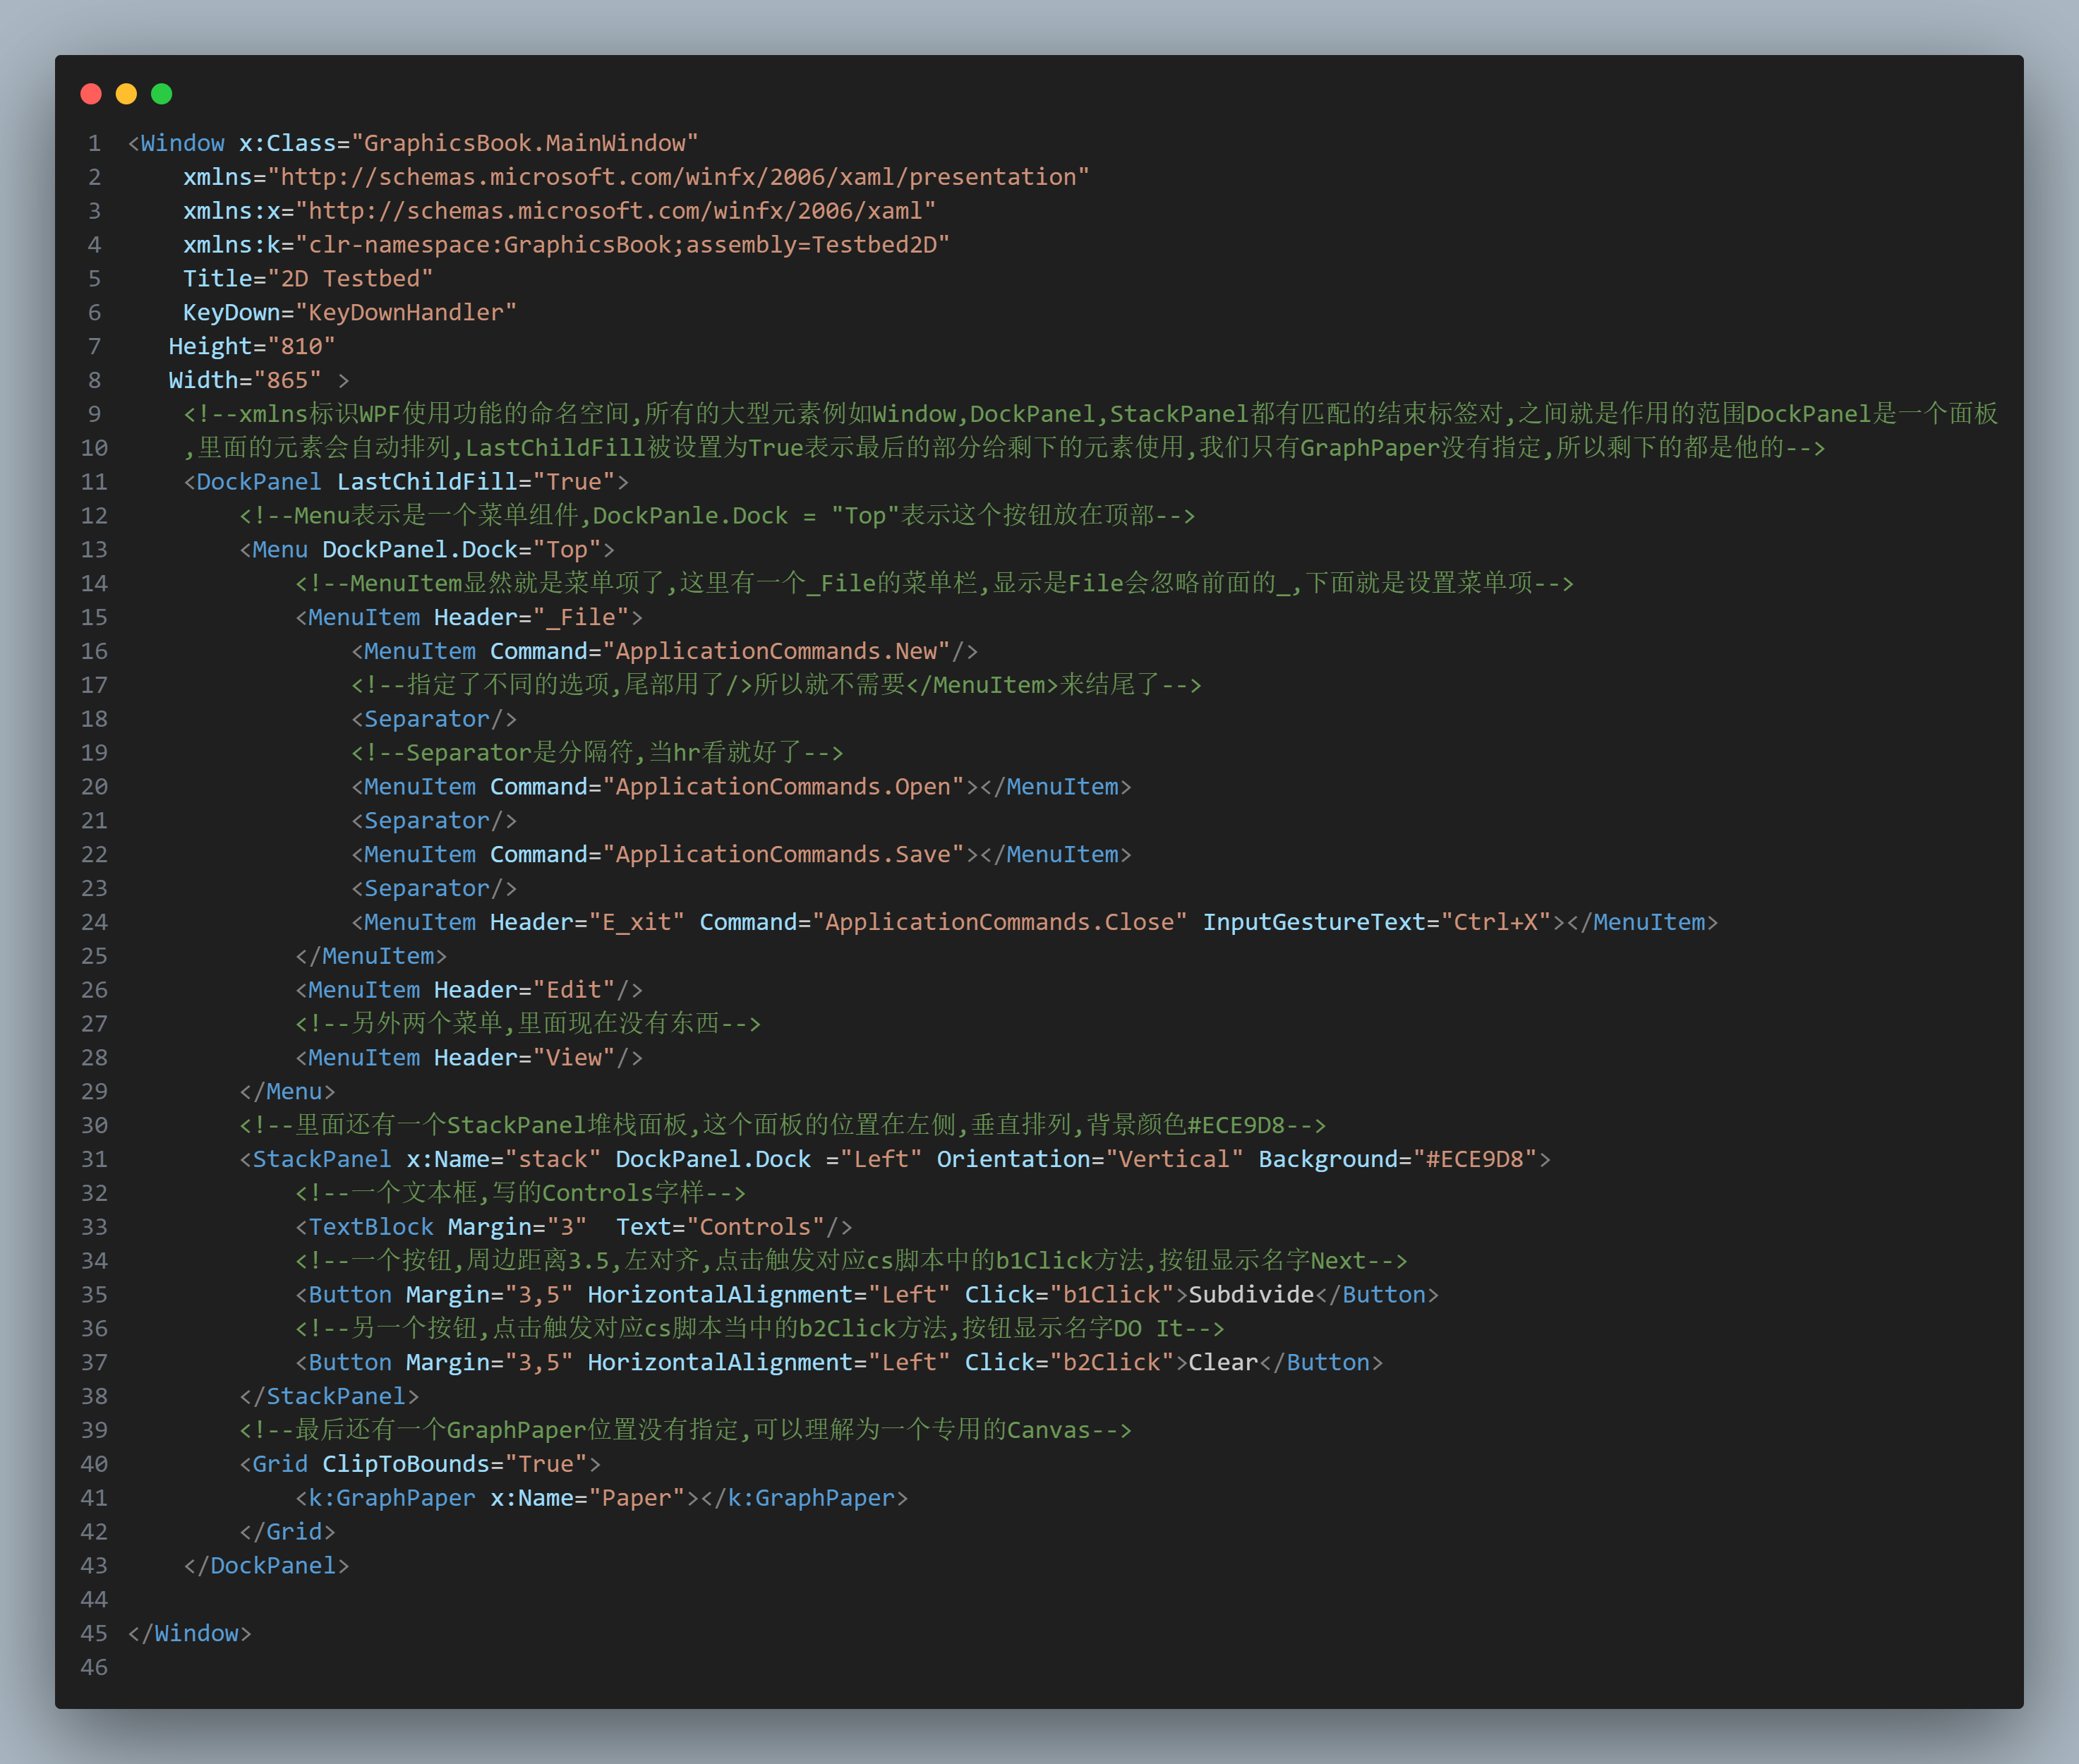 1 <Window x:Class="GraphicsBook.MainWindow"
2     xmlns="http://schemas.microsoft.com/winfx/2006/xaml/presentation"
3     xmlns:x="http://schemas.microsoft.com/winfx/2006/xaml"
4     xmlns:k="clr-namespace:GraphicsBook;assembly=Testbed2D"
5     Title="2D Testbed"
6     KeyDown="KeyDownHandler"
7    Height="810"
8    Width="865" >
9     <!--xmlns标识WPF使用功能的命名空间,所有的大型元素例如Window,DockPanel,StackPanel都有匹配的结束标签对,之间就是作用的范围DockPanel是一个面板
10     ,里面的元素会自动排列,LastChildFill被设置为True表示最后的部分给剩下的元素使用,我们只有GraphPaper没有指定,所以剩下的都是他的-->
11     <DockPanel LastChildFill="True">
12         <!--Menu表示是一个菜单组件,DockPanle.Dock = "Top"表示这个按钮放在顶部-->
13         <Menu DockPanel.Dock="Top">
14             <!--MenuItem显然就是菜单项了,这里有一个_File的菜单栏,显示是File会忽略前面的_,下面就是设置菜单项-->
15             <MenuItem Header="_File">
16                 <MenuItem Command="ApplicationCommands.New"/>
17                 <!--指定了不同的选项,尾部用了/>所以就不需要</MenuItem>来结尾了-->
18                 <Separator/>
19                 <!--Separator是分隔符,当hr看就好了-->
20                 <MenuItem Command="ApplicationCommands.Open"></MenuItem>
21                 <Separator/>
22                 <MenuItem Command="ApplicationCommands.Save"></MenuItem>
23                 <Separator/>
24                 <MenuItem Header="E_xit" Command="ApplicationCommands.Close" InputGestureText="Ctrl+X"></MenuItem>
25             </MenuItem>
26             <MenuItem Header="Edit"/>
27             <!--另外两个菜单,里面现在没有东西-->
28             <MenuItem Header="View"/>
29         </Menu>
30         <!--里面还有一个StackPanel堆栈面板,这个面板的位置在左侧,垂直排列,背景颜色#ECE9D8-->
31         <StackPanel x:Name="stack" DockPanel.Dock ="Left" Orientation="Vertical" Background="#ECE9D8">
32             <!--一个文本框,写的Controls字样-->
33             <TextBlock Margin="3"  Text="Controls"/>
34             <!--一个按钮,周边距离3.5,左对齐,点击触发对应cs脚本中的b1Click方法,按钮显示名字Next-->
35             <Button Margin="3,5" HorizontalAlignment="Left" Click="b1Click">Subdivide</Button>
36             <!--另一个按钮,点击触发对应cs脚本当中的b2Click方法,按钮显示名字DO It-->
37             <Button Margin="3,5" HorizontalAlignment="Left" Click="b2Click">Clear</Button>
38         </StackPanel>
39         <!--最后还有一个GraphPaper位置没有指定,可以理解为一个专用的Canvas-->
40         <Grid ClipToBounds="True">
41             <k:GraphPaper x:Name="Paper"></k:GraphPaper>
42         </Grid>
43     </DockPanel>
44
45 </Window>
46